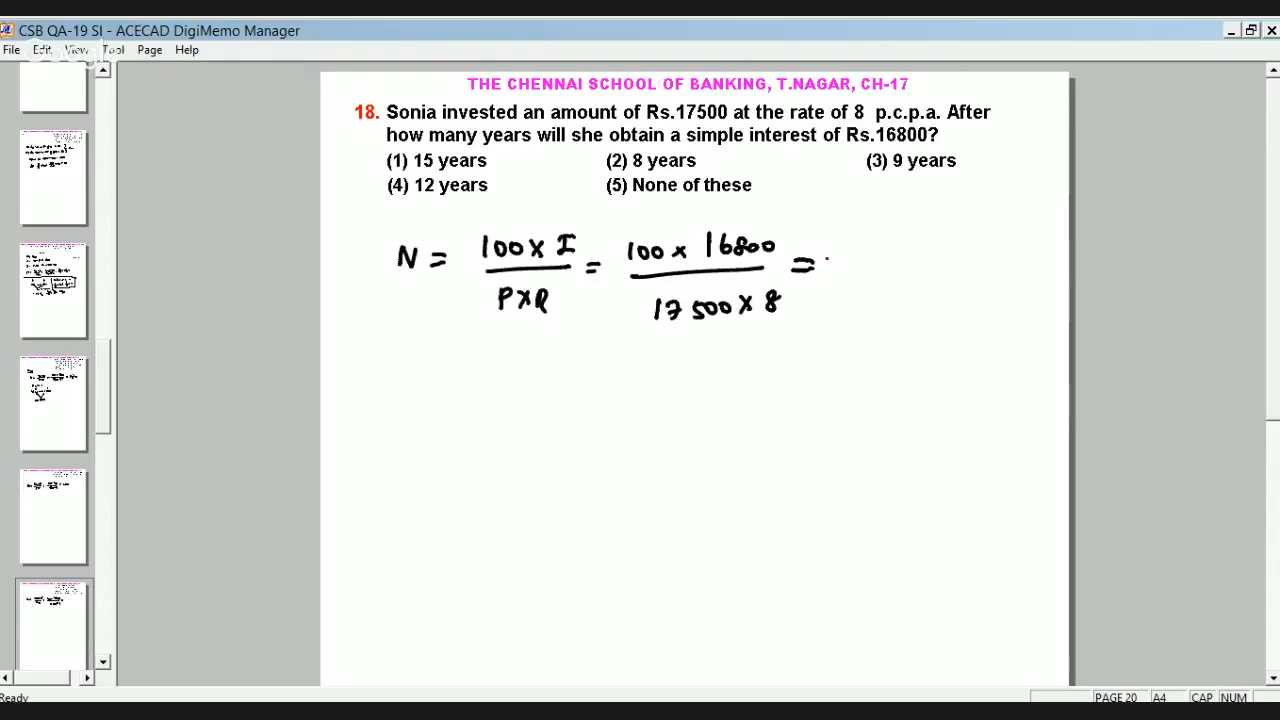 CSB QA-19 SI - ACECAD DigiMemo Manager
File Edit View Tool Page Help
THE CHENNAI SCHOOL OF BANKING, T.NAGAR, CH-17
18. Sonia invested an amount of Rs.17500 at the rate of 8 p.c.p.a. After
how many years will she obtain a simple interest of Rs.16800?
(1) 15 years (2) 8 years (3) 9 years
(4) 12 years (5) None of these
N = 100 x I / P x R = 100 x 16800 / 17500 x 8 =
Ready PAGE 20 A4 CAP NUM